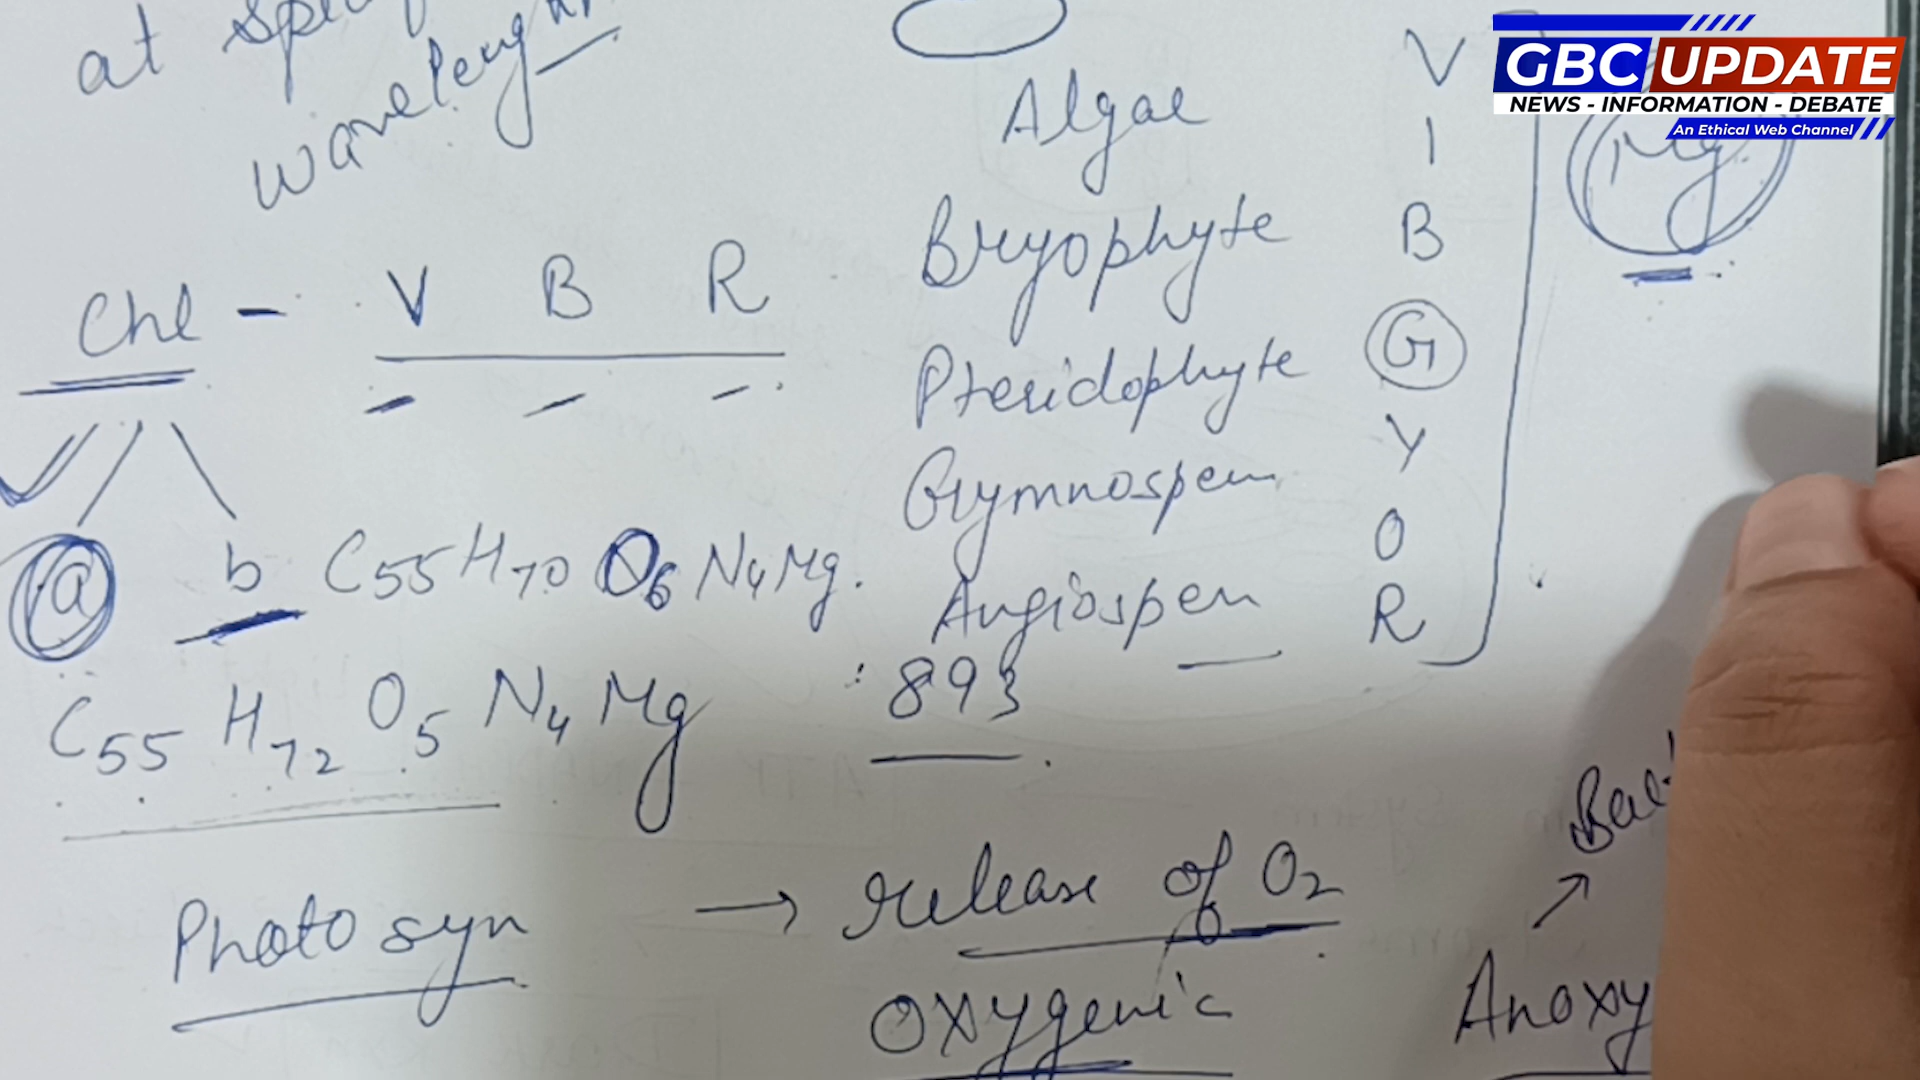 at
wavelength
Chl - V B R
a b C55H70O6N4Mg.
C55H72O5N4Mg : 893
Algae
Bryophyte
Pteridophyte
Gymnosperm
Angiosperm
V
I
B
G
Y
O
R
Mg
Photosyn → release of O2
oxygenic
Anoxy
GBC UPDATE
NEWS - INFORMATION - DEBATE
An Ethical Web Channel